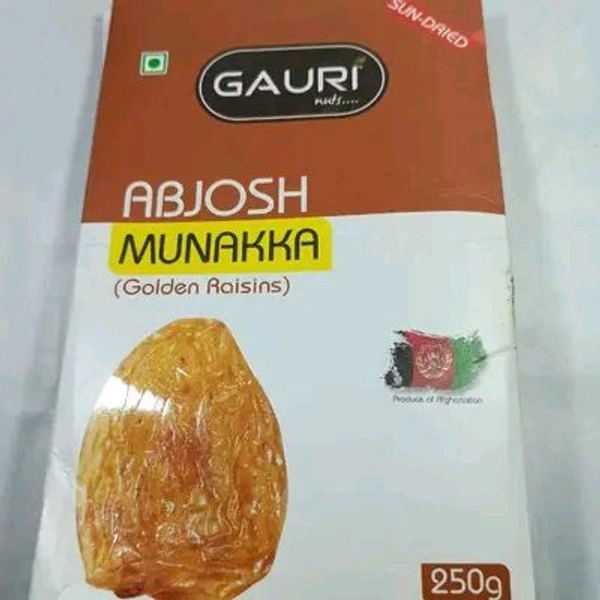 SUN-DRIED
GAURI
nuts....
ABJOSH
MUNAKKA
(Golden Raisins)
Produce of Afghanistan
250g